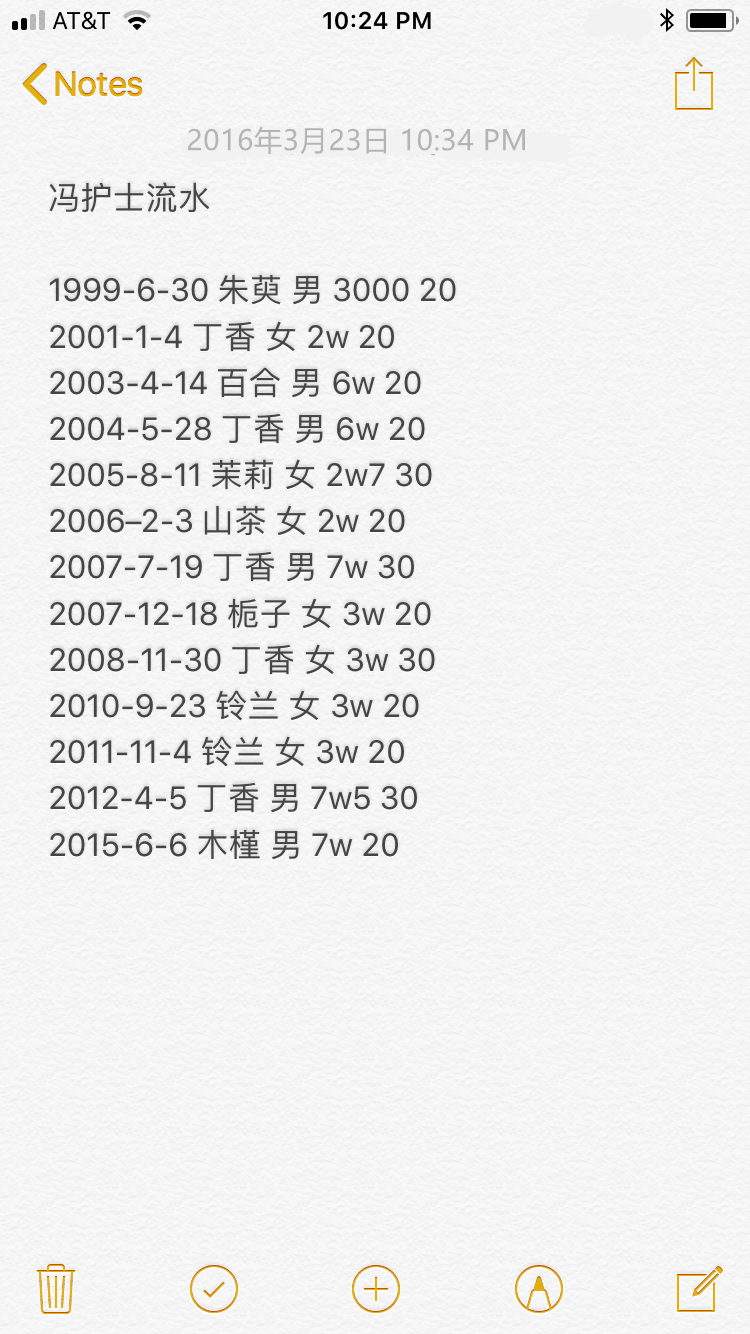 AT&T 10:24 PM
Notes
2016年3月23日 10:34 PM
冯护士流水
1999-6-30 朱萸 男 3000 20
2001-1-4 丁香 女 2w 20
2003-4-14 百合 男 6w 20
2004-5-28 丁香 男 6w 20
2005-8-11 茉莉 女 2w7 30
2006–2-3 山茶 女 2w 20
2007-7-19 丁香 男 7w 30
2007-12-18 栀子 女 3w 20
2008-11-30 丁香 女 3w 30
2010-9-23 铃兰 女 3w 20
2011-11-4 铃兰 女 3w 20
2012-4-5 丁香 男 7w5 30
2015-6-6 木槿 男 7w 20